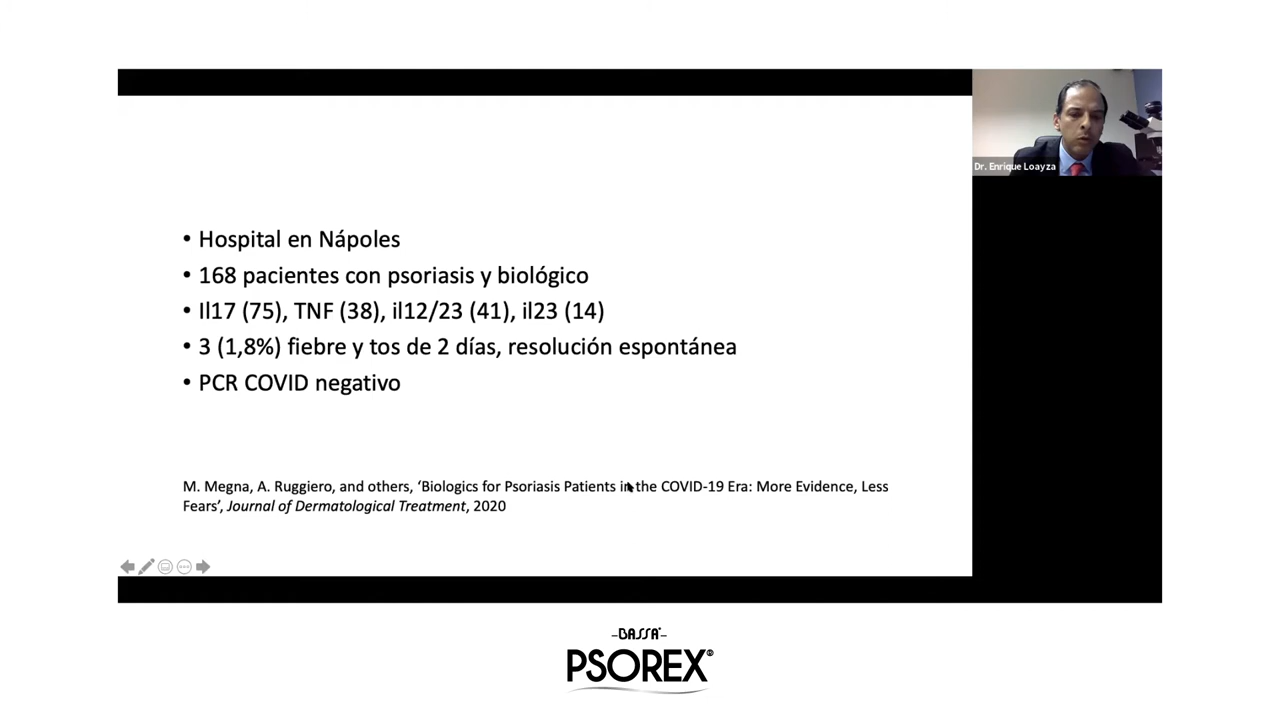 Dr. Enrique Loayza
• Hospital en Nápoles
• 168 pacientes con psoriasis y biológico
• Il17 (75), TNF (38), il12/23 (41), il23 (14)
• 3 (1,8%) fiebre y tos de 2 días, resolución espontánea
• PCR COVID negativo
M. Megna, A. Ruggiero, and others, ‘Biologics for Psoriasis Patients in the COVID-19 Era: More Evidence, Less
Fears’, Journal of Dermatological Treatment, 2020
–BASSA–
PSOREX®